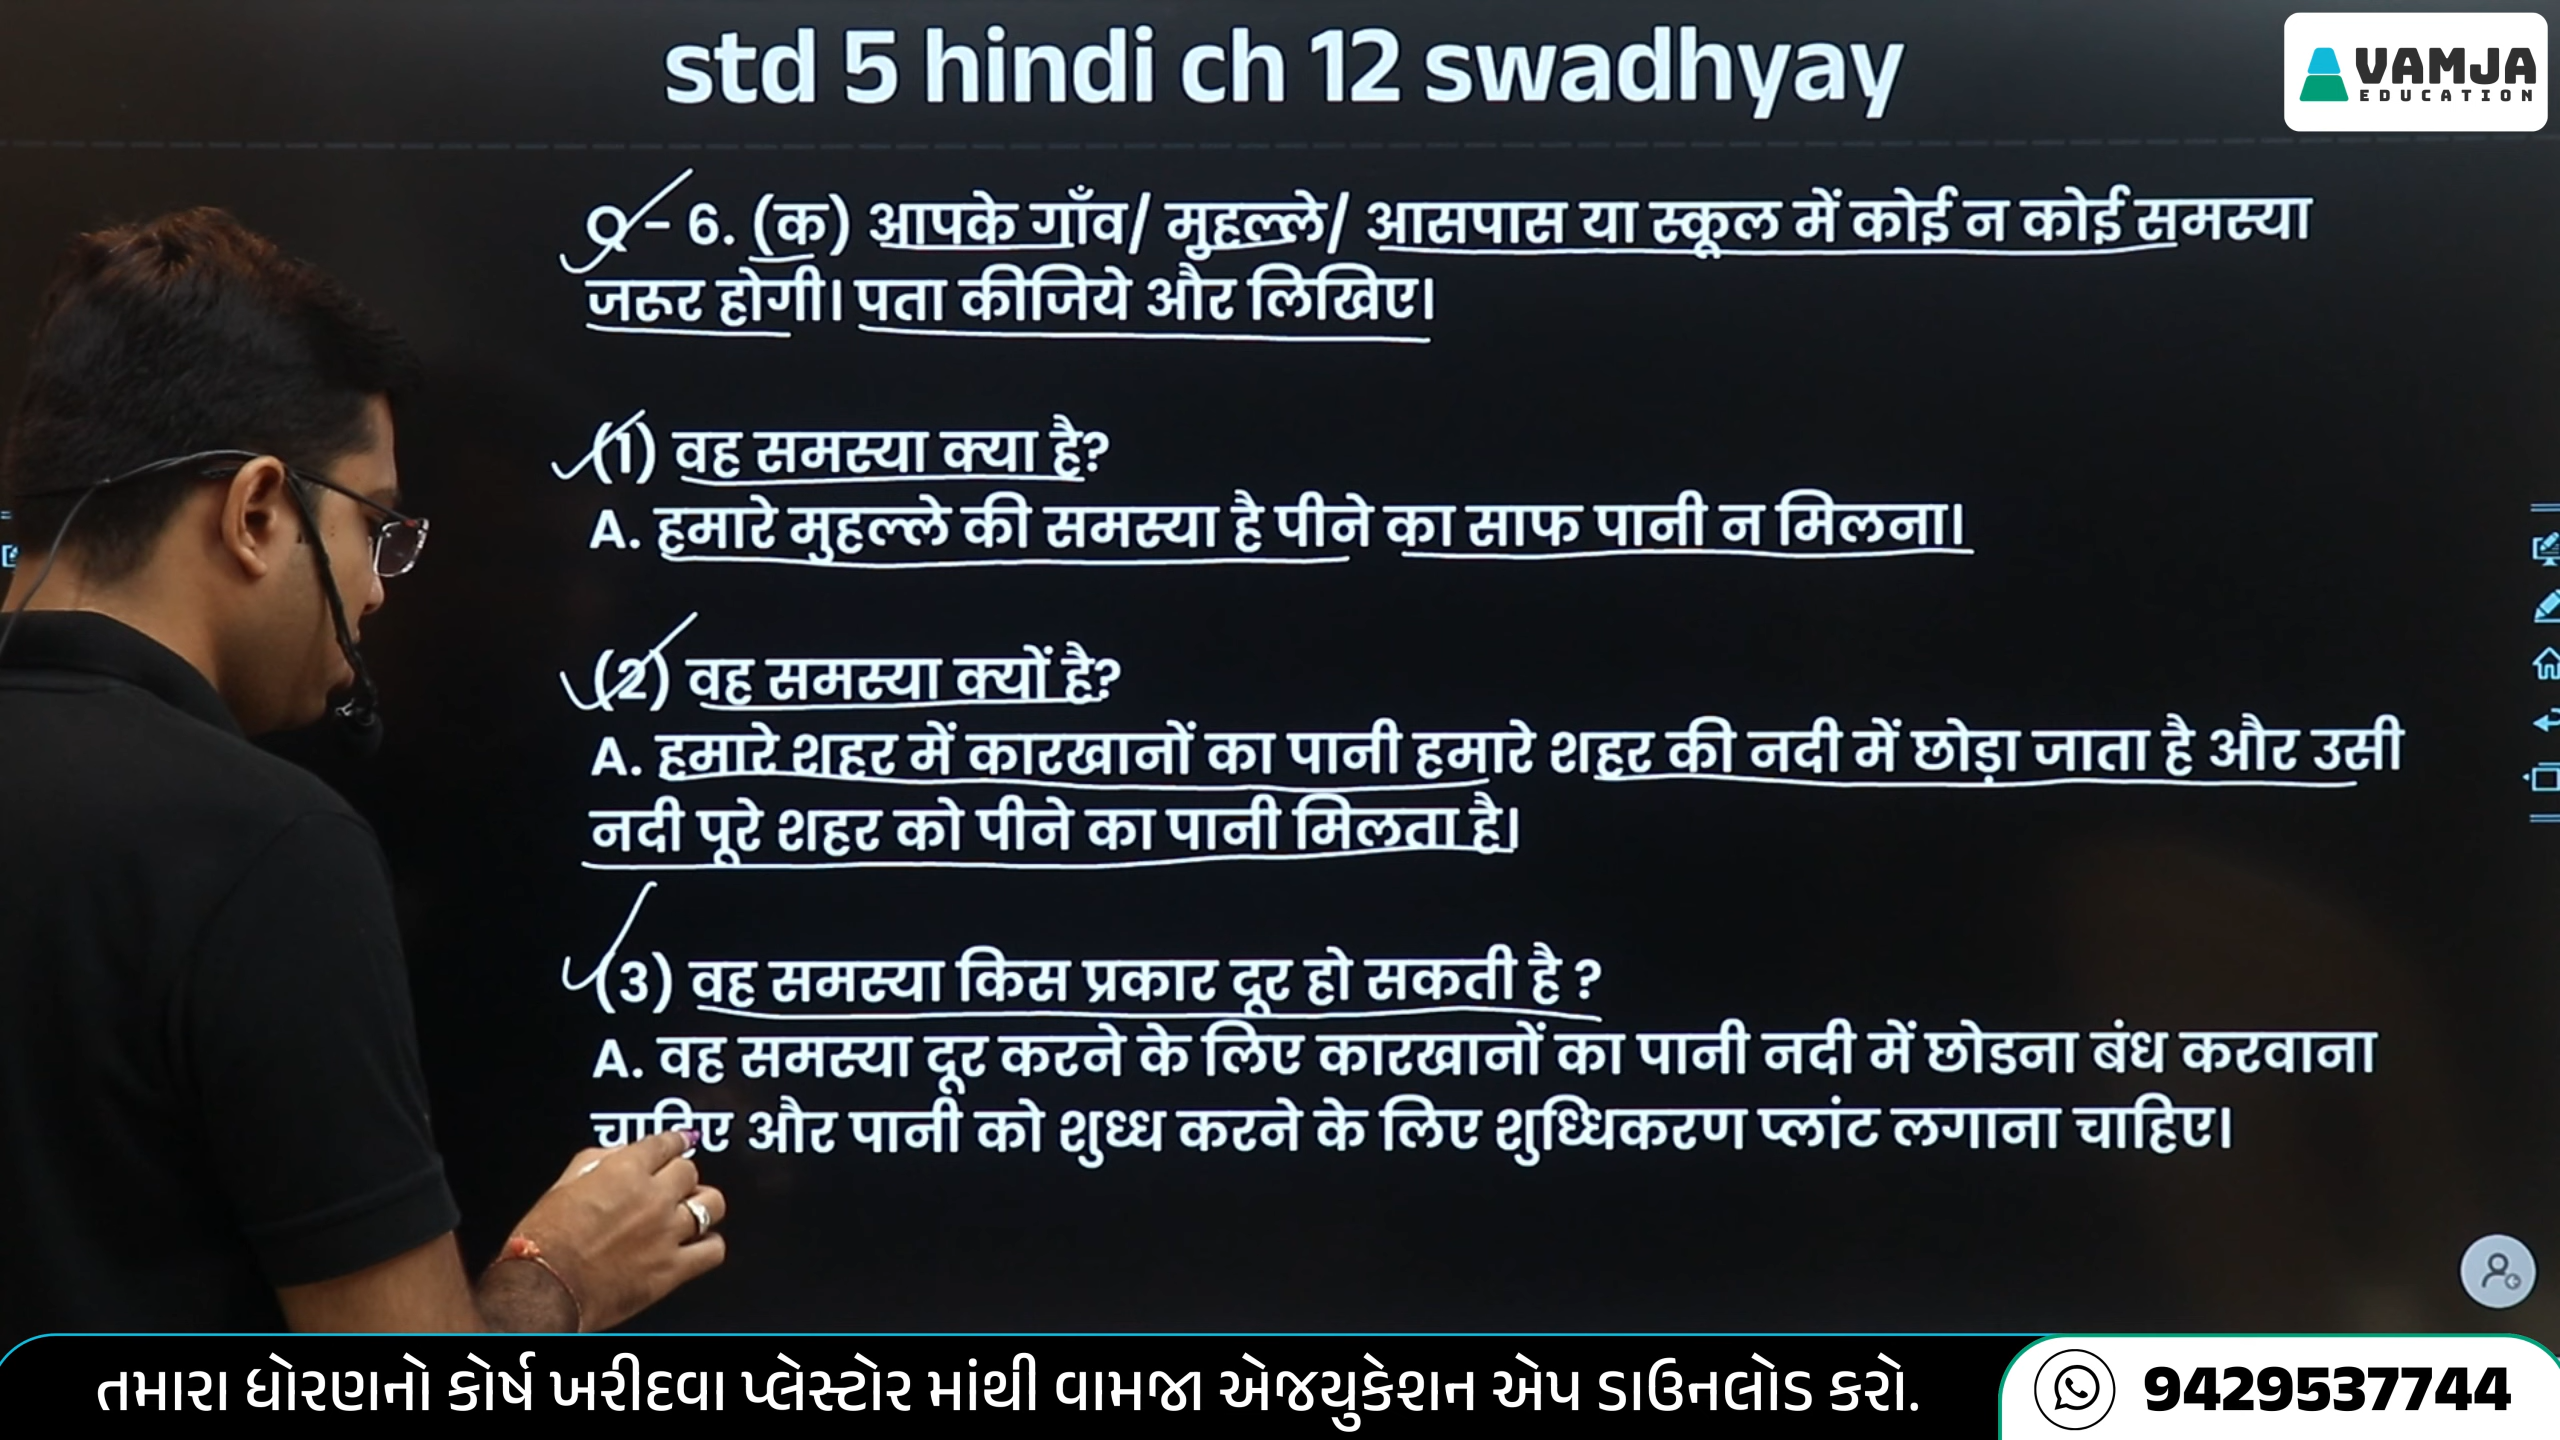 std 5 hindi ch 12 swadhyay
VAMJA
EDUCATION
Q - 6. (क) आपके गाँव/ मुहल्ले/ आसपास या स्कूल में कोई न कोई समस्या
जरूर होगी। पता कीजिये और लिखिए।
(1) वह समस्या क्या है?
A. हमारे मुहल्ले की समस्या है पीने का साफ पानी न मिलना।
(2) वह समस्या क्यों है?
A. हमारे शहर में कारखानों का पानी हमारे शहर की नदी में छोड़ा जाता है और उसी
नदी पूरे शहर को पीने का पानी मिलता है।
(3) वह समस्या किस प्रकार दूर हो सकती है ?
A. वह समस्या दूर करने के लिए कारखानों का पानी नदी में छोडना बंध करवाना
चाहिए और पानी को शुध्ध करने के लिए शुध्धिकरण प्लांट लगाना चाहिए।
તમારા ધોરણનો કોર્ષ ખરીદવા પ્લેસ્ટોર માંથી વામજા એજયુકેશન એપ ડાઉનલોડ કરો.
9429537744